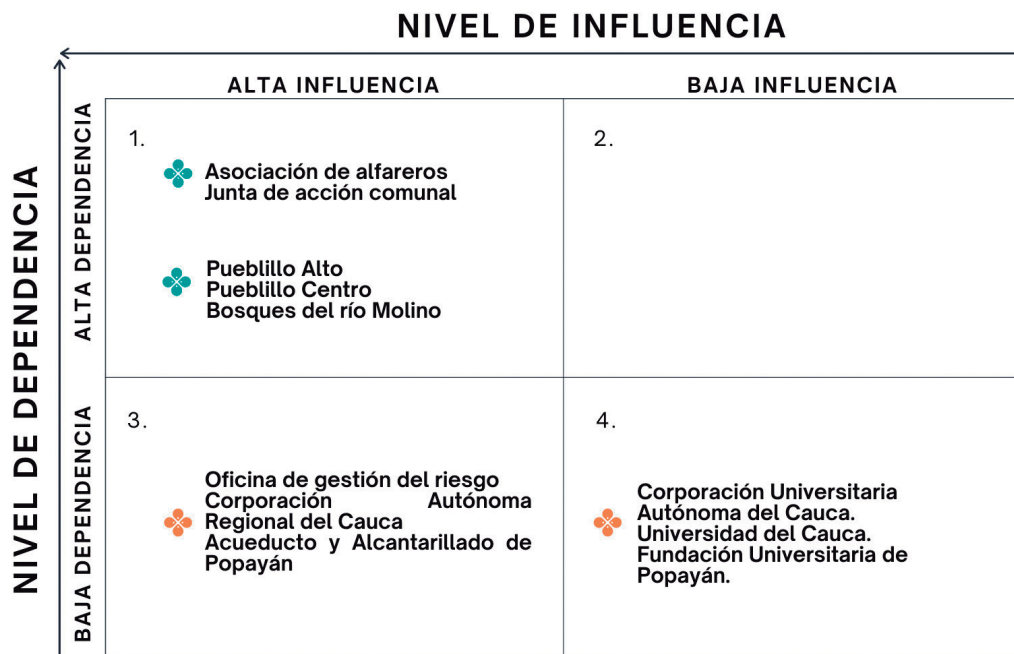 NIVEL DE INFLUENCIA
ALTA INFLUENCIA
BAJA INFLUENCIA
NIVEL DE DEPENDENCIA
ALTA DEPENDENCIA
1.
Asociación de alfareros
Junta de acción comunal
Pueblillo Alto
Pueblillo Centro
Bosques del río Molino
2.
BAJA DEPENDENCIA
3.
Oficina de gestión del riesgo
Corporación Autónoma
Regional del Cauca
Acueducto y Alcantarillado de
Popayán
4.
Corporación Universitaria
Autónoma del Cauca.
Universidad del Cauca.
Fundación Universitaria de
Popayán.